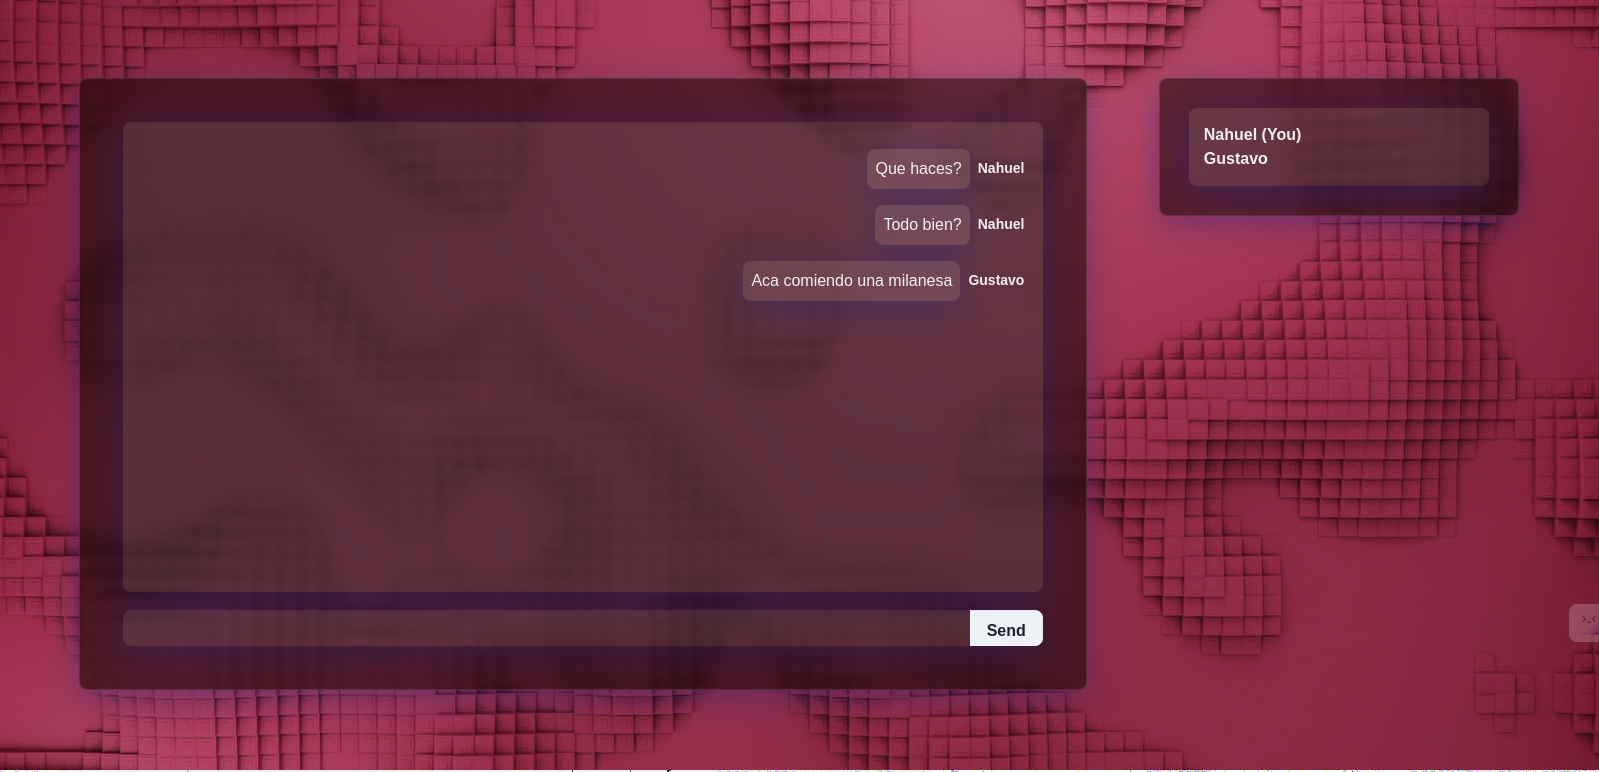 Que haces? Nahuel
Todo bien? Nahuel
Aca comiendo una milanesa Gustavo
Send
Nahuel (You)
Gustavo